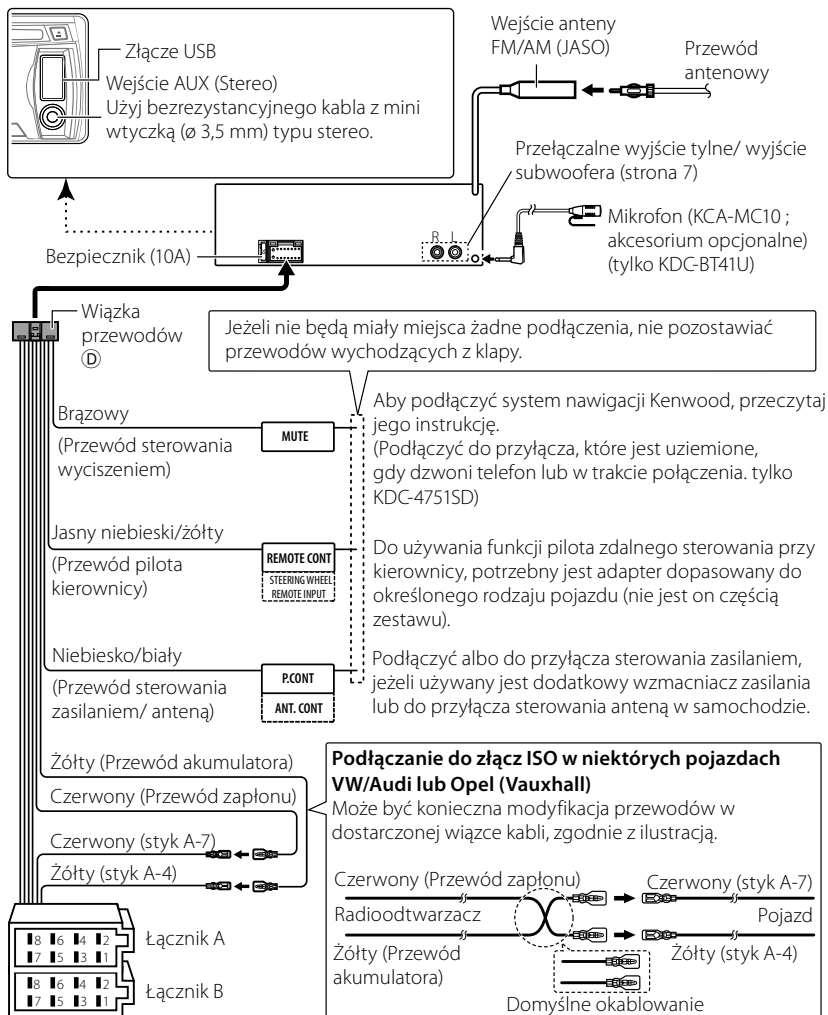 Złącze USB
Wejście AUX (Stereo)
Użyj bezrezystancyjnego kabla z mini
wtyczką (ø 3,5 mm) typu stereo.
Wejście anteny
FM/AM (JASO)
Przewód
antenowy
Przełączalne wyjście tylne/ wyjście
subwoofera (strona 7)
R L
Mikrofon (KCA-MC10 ;
akcesorium opcjonalne)
(tylko KDC-BT41U)
Bezpiecznik (10A)
Wiązka
przewodów
Ⓓ
Jeżeli nie będą miały miejsca żadne podłączenia, nie pozostawiać
przewodów wychodzących z klapy.
Brązowy
(Przewód sterowania
wyciszeniem)
MUTE
Aby podłączyć system nawigacji Kenwood, przeczytaj
jego instrukcję.
(Podłączyć do przyłącza, które jest uziemione,
gdy dzwoni telefon lub w trakcie połączenia. tylko
KDC-4751SD)
Jasny niebieski/żółty
(Przewód pilota
kierownicy)
REMOTE CONT
STEERING WHEEL
REMOTE INPUT
Do używania funkcji pilota zdalnego sterowania przy
kierownicy, potrzebny jest adapter dopasowany do
określonego rodzaju pojazdu (nie jest on częścią
zestawu).
Niebiesko/biały
(Przewód sterowania
zasilaniem/ anteną)
P.CONT
ANT. CONT
Podłączyć albo do przyłącza sterowania zasilaniem,
jeżeli używany jest dodatkowy wzmacniacz zasilania
lub do przyłącza sterowania anteną w samochodzie.
Żółty (Przewód akumulatora)
Czerwony (Przewód zapłonu)
Czerwony (styk A-7)
Żółty (styk A-4)
8 6 4 2
7 5 3 1
Łącznik A
8 6 4 2
7 5 3 1
Łącznik B
Podłączanie do złącz ISO w niektórych pojazdach
VW/Audi lub Opel (Vauxhall)
Może być konieczna modyfikacja przewodów w
dostarczonej wiązce kabli, zgodnie z ilustracją.
Czerwony (Przewód zapłonu)
Czerwony (styk A-7)
Radioodtwarzacz
Pojazd
Żółty (Przewód
akumulatora)
Żółty (styk A-4)
Domyślne okablowanie